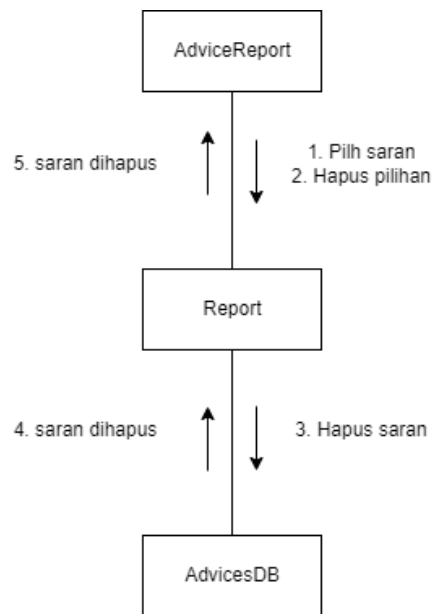 AdviceReport
5. saran dihapus
1. Pilh saran
2. Hapus pilihan
Report
4. saran dihapus
3. Hapus saran
AdvicesDB